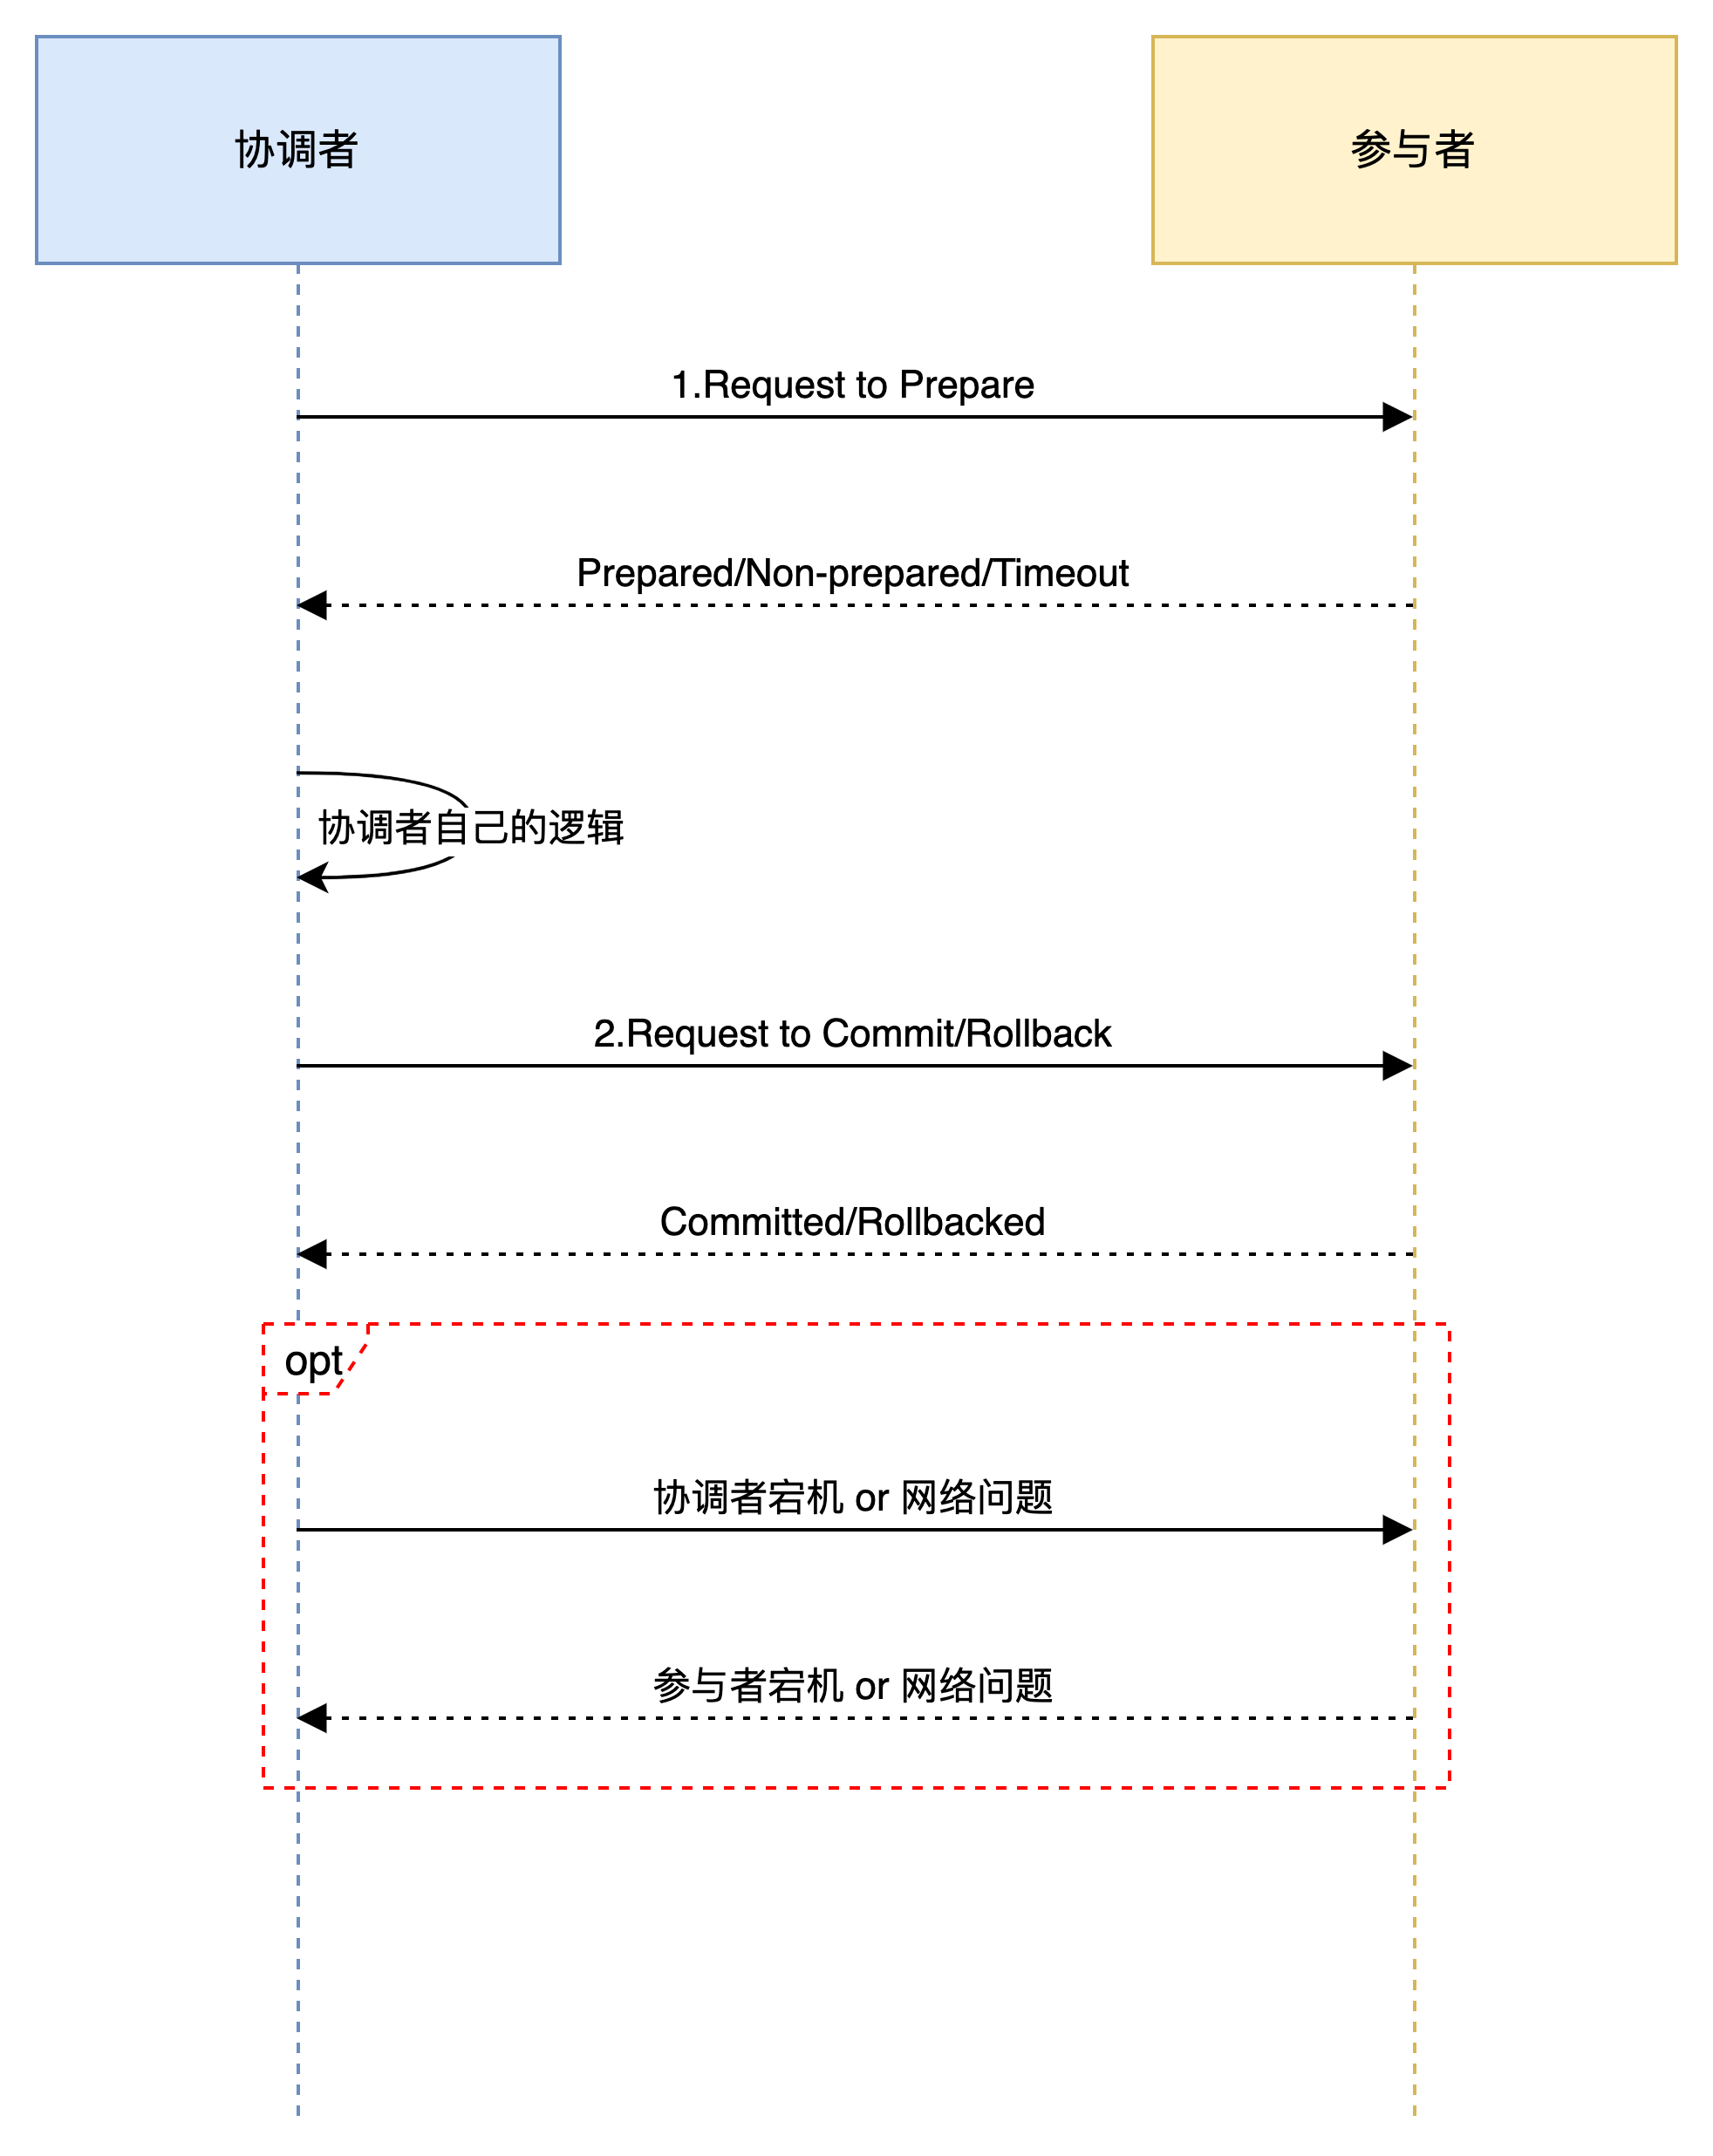 协调者
参与者
1.Request to Prepare
Prepared/Non-prepared/Timeout
协调者自己的逻辑
2.Request to Commit/Rollback
Committed/Rollbacked
opt
协调者宕机 or 网络问题
参与者宕机 or 网络问题